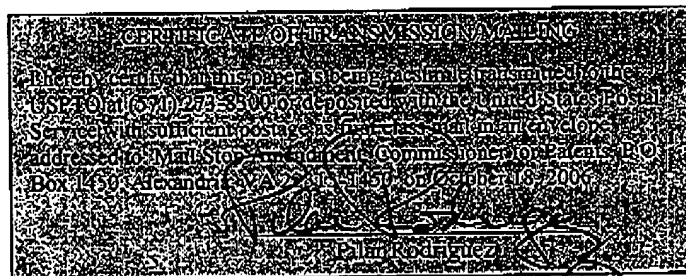 CERTIFICATE OF TRANSMISSION/MAILING
I hereby certify that this paper is being facsimile transmitted to the
USPTO at (571) 273-8300 or deposited with the United States Postal
Service with sufficient postage as first class mail in an envelope
addressed to: Mail Stop Amendment, Commissioner for Patents, P.O.
Box 1450, Alexandria, VA 22313-1450, on October 18, 2006.
Pilar Rodriguez